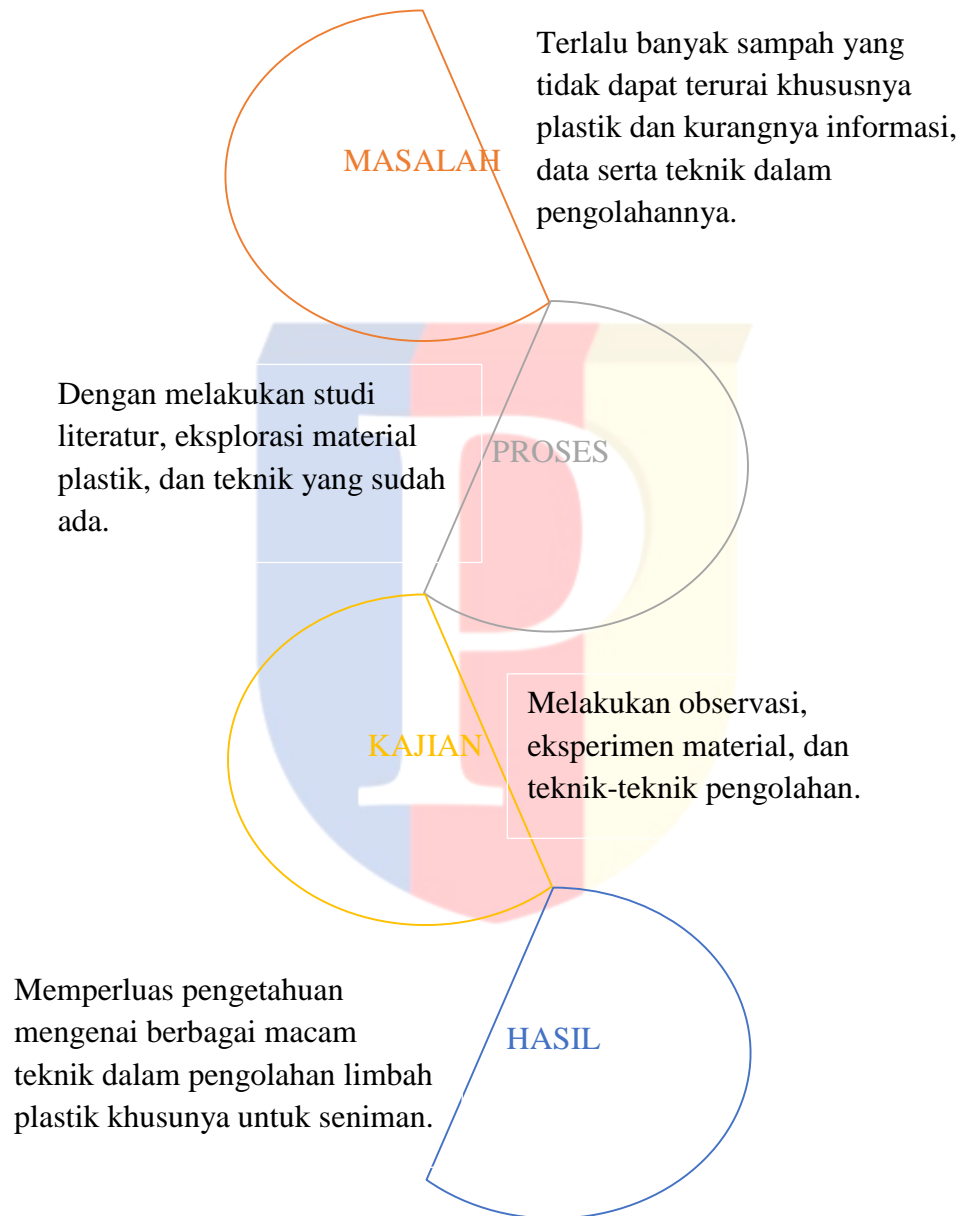 Terlalu banyak sampah yang
tidak dapat terurai khususnya
plastik dan kurangnya informasi,
data serta teknik dalam
pengolahannya.
MASALAH
Dengan melakukan studi
literatur, eksplorasi material
plastik, dan teknik yang sudah
ada.
PROSES
Melakukan observasi,
eksperimen material, dan
teknik-teknik pengolahan.
KAJIAN
Memperluas pengetahuan
mengenai berbagai macam
teknik dalam pengolahan limbah
plastik khusunya untuk seniman.
HASIL
P